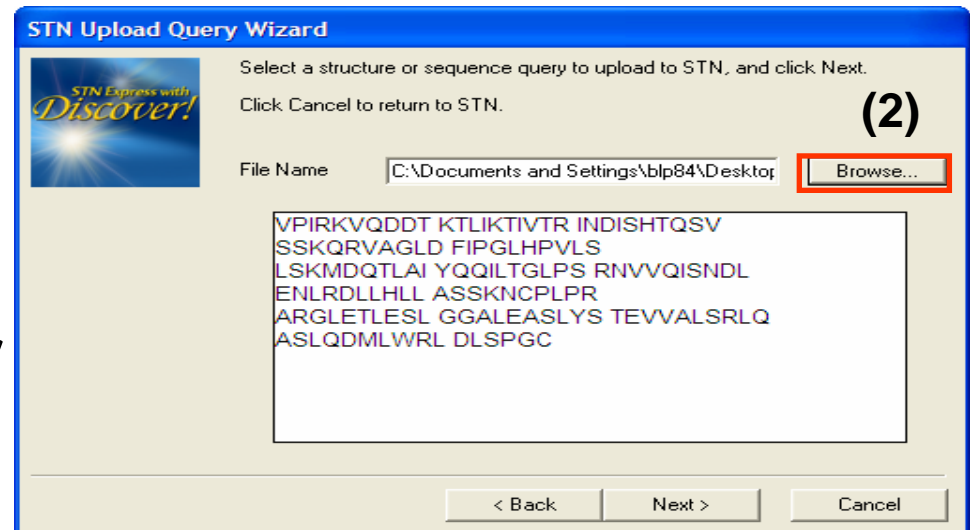 STN Upload Query Wizard
STN Express with
Discover!
Select a structure or sequence query to upload to STN, and click Next.
Click Cancel to return to STN.
(2)
File Name C:\Documents and Settings\blp84\Desktop Browse...
VPIRKVQDDT KTLIKTIVTR INDISHTQSV
SSKQRVAGLD FIPGLHPVLS
LSKMDQTLAI YQQILTGLPS RNVVQISNDL
ENLRDLLHLL ASSKNCPLPR
ARGLETLESL GGALEASLYS TEVVALSRLQ
ASLQDMLWRL DLSPGC
< Back Next > Cancel